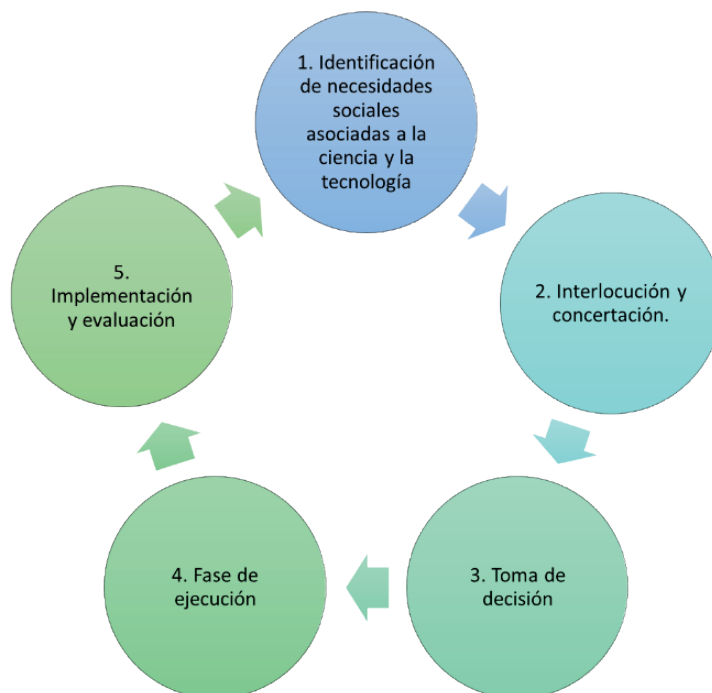 1. Identificación
de necesidades
sociales
asociadas a la
ciencia y la
tecnología
2. Interlocución y
concertación.
3. Toma de
decisión
4. Fase de
ejecución
5.
Implementación
y evaluación